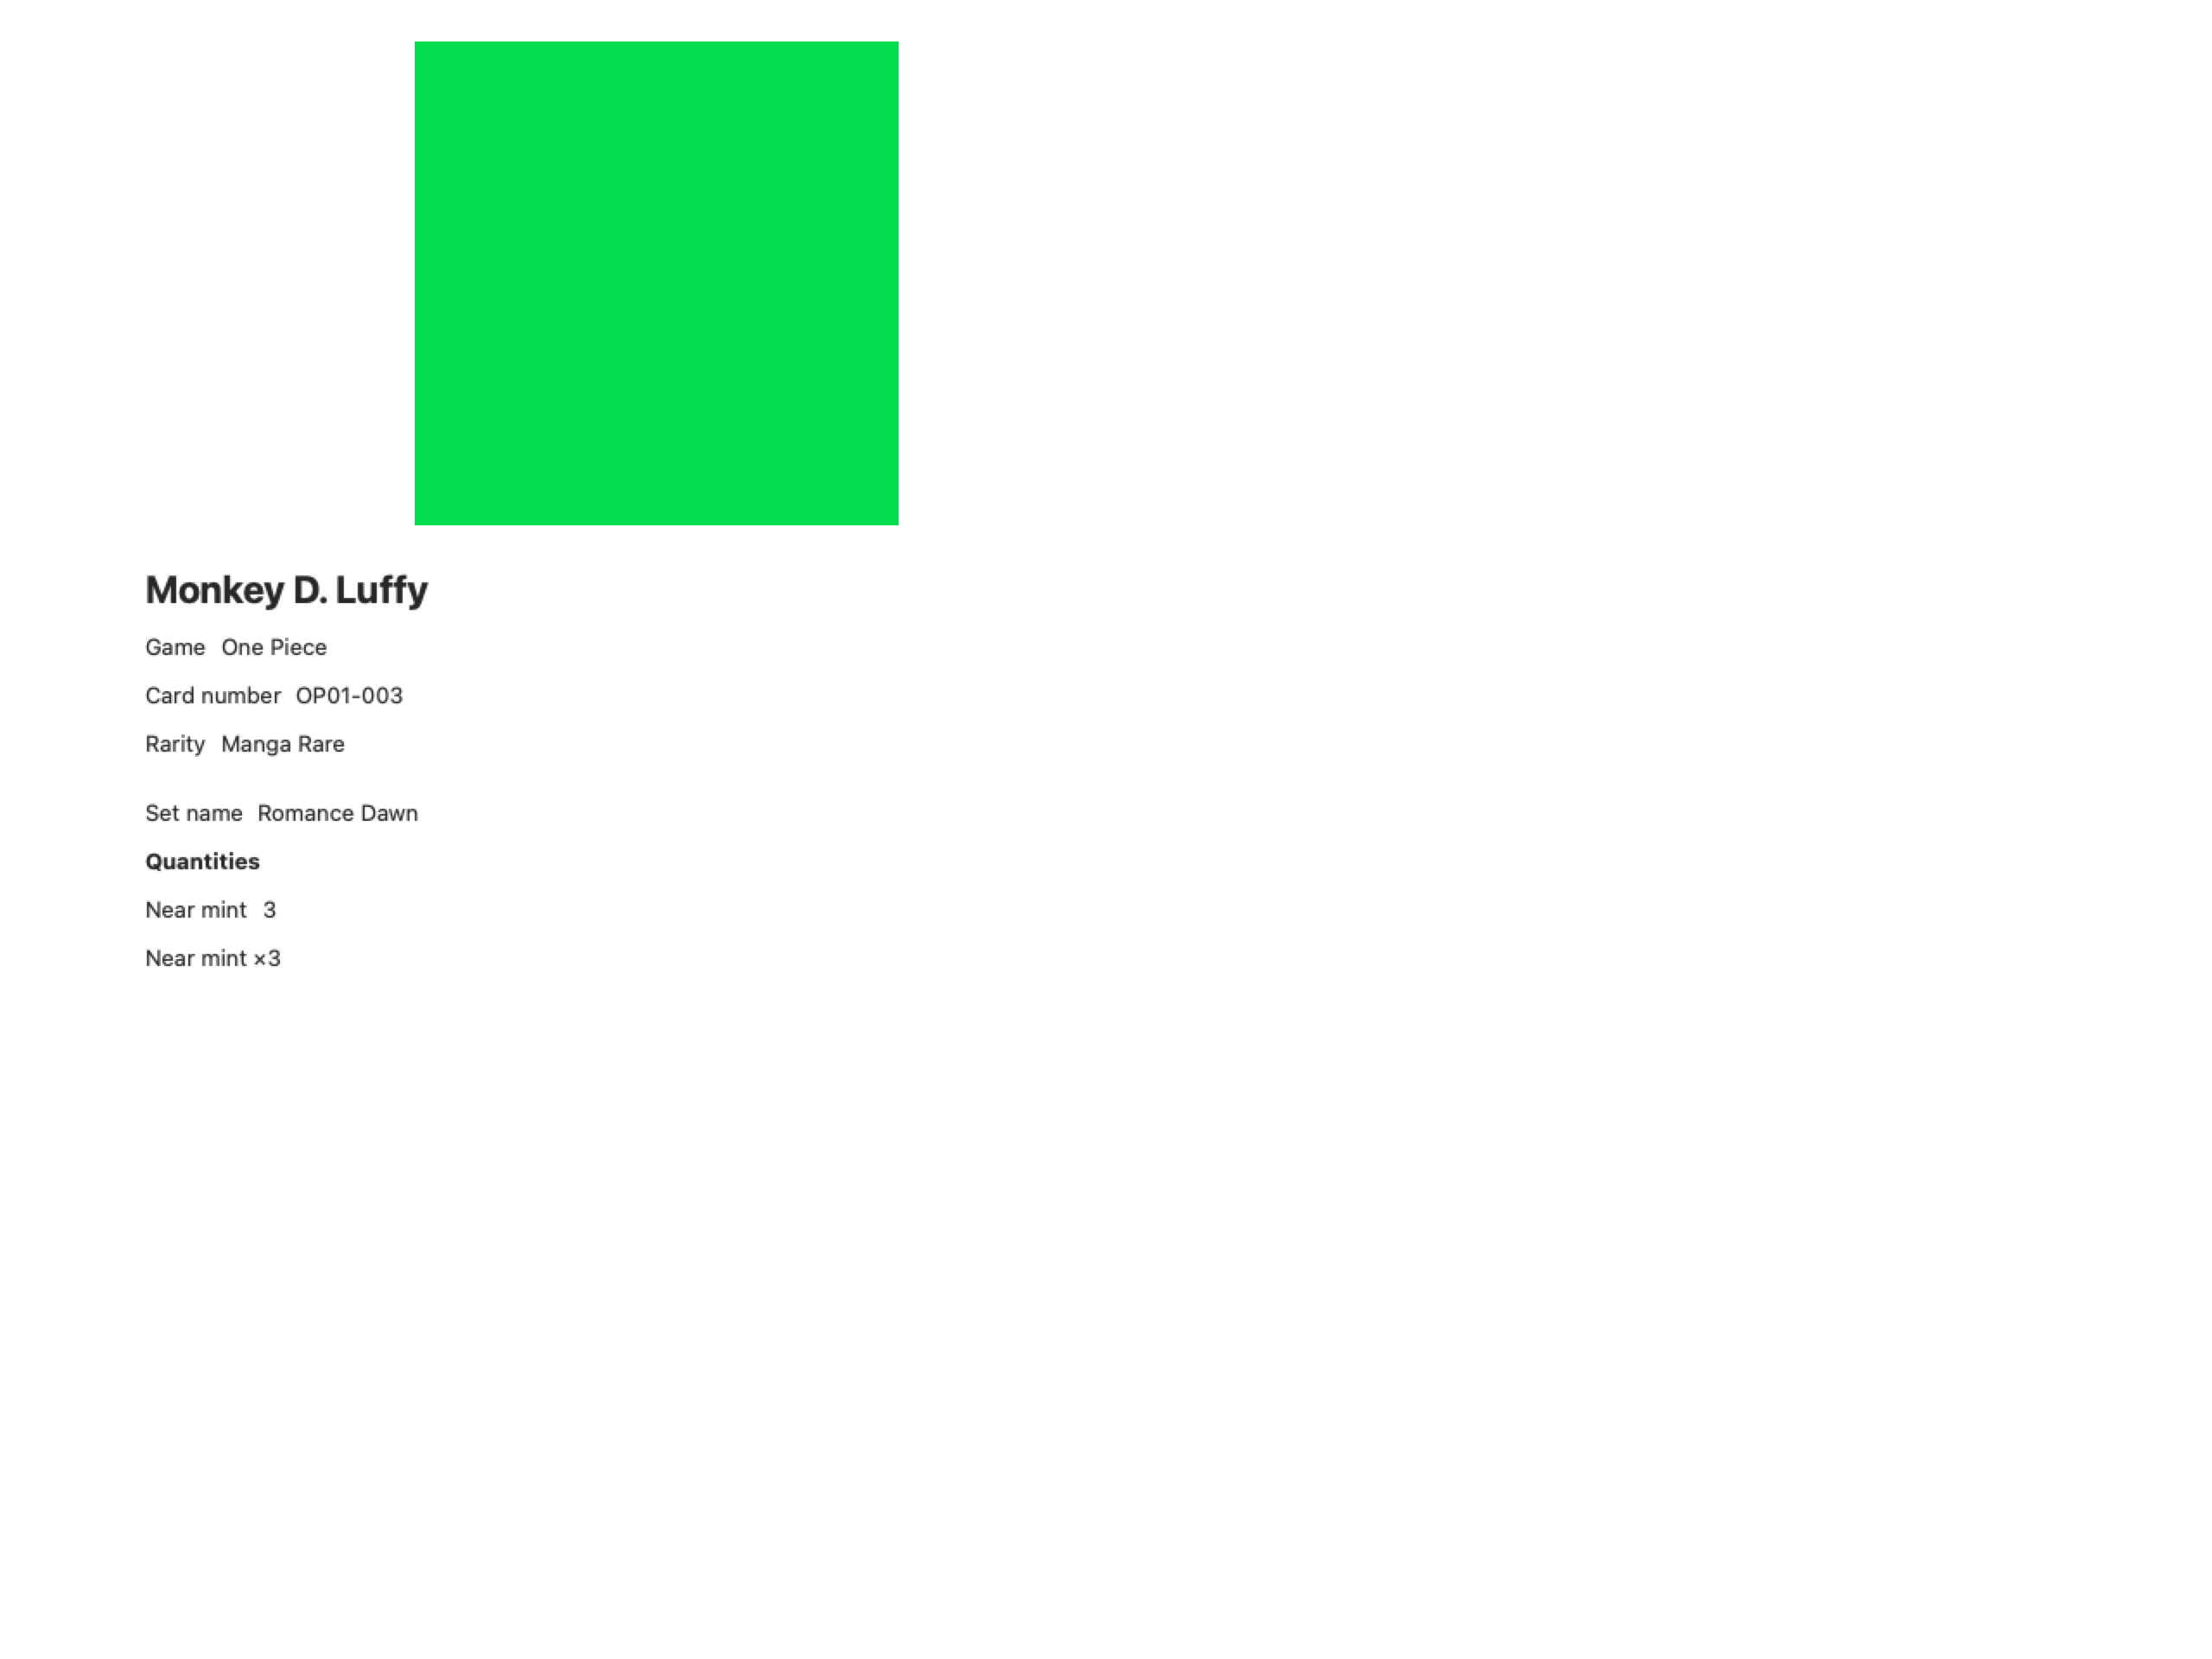 Monkey D. Luffy
Game One Piece
Card number OP01-003
Rarity Manga Rare
Set name Romance Dawn
Quantities
Near mint 3
Near mint ×3